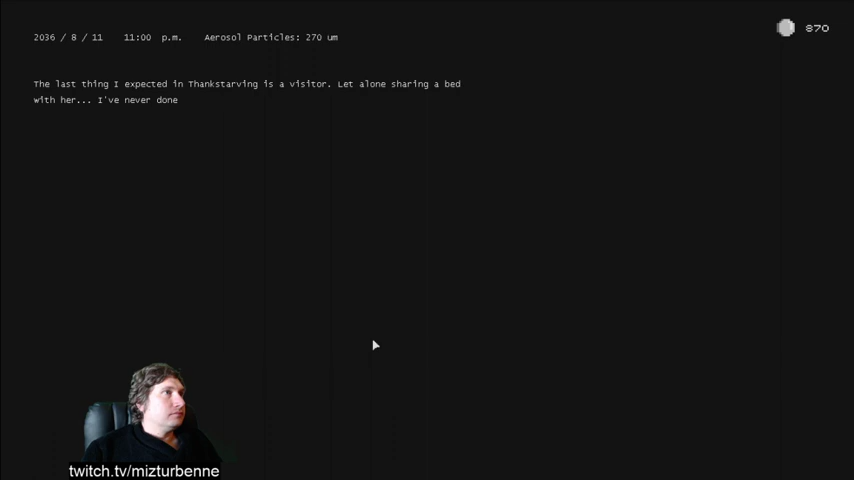 2036 / 8 / 11 11:00 p.m. Aerosol Particles: 270 um
870
The last thing I expected in Thankstarving is a visitor. Let alone sharing a bed
with her... I've never done
twitch.tv/mizturbenne